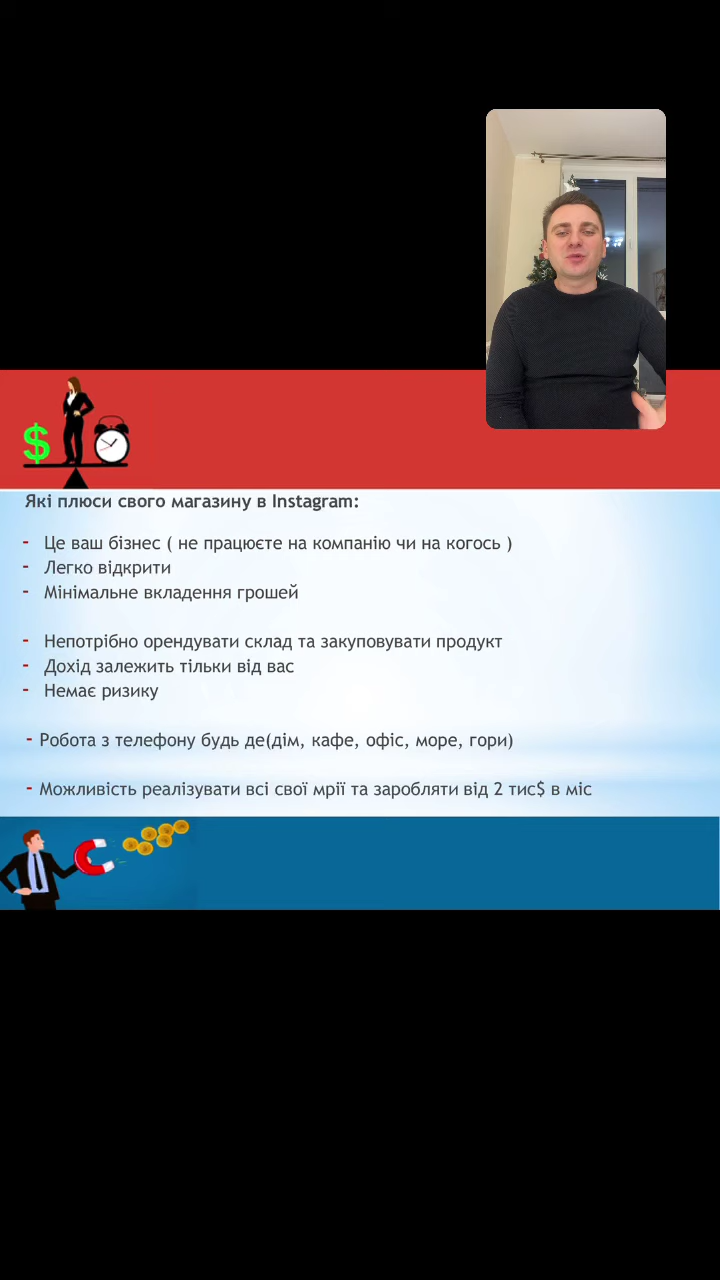 Які плюси свого магазину в Instagram:
- Це ваш бізнес ( не працюєте на компанію чи на когось )
- Легко відкрити
- Мінімальне вкладення грошей
- Непотрібно орендувати склад та закуповувати продукт
- Дохід залежить тільки від вас
- Немає ризику
- Робота з телефону будь де(дім, кафе, офіс, море, гори)
- Можливість реалізувати всі свої мрії та заробляти від 2 тис$ в міс